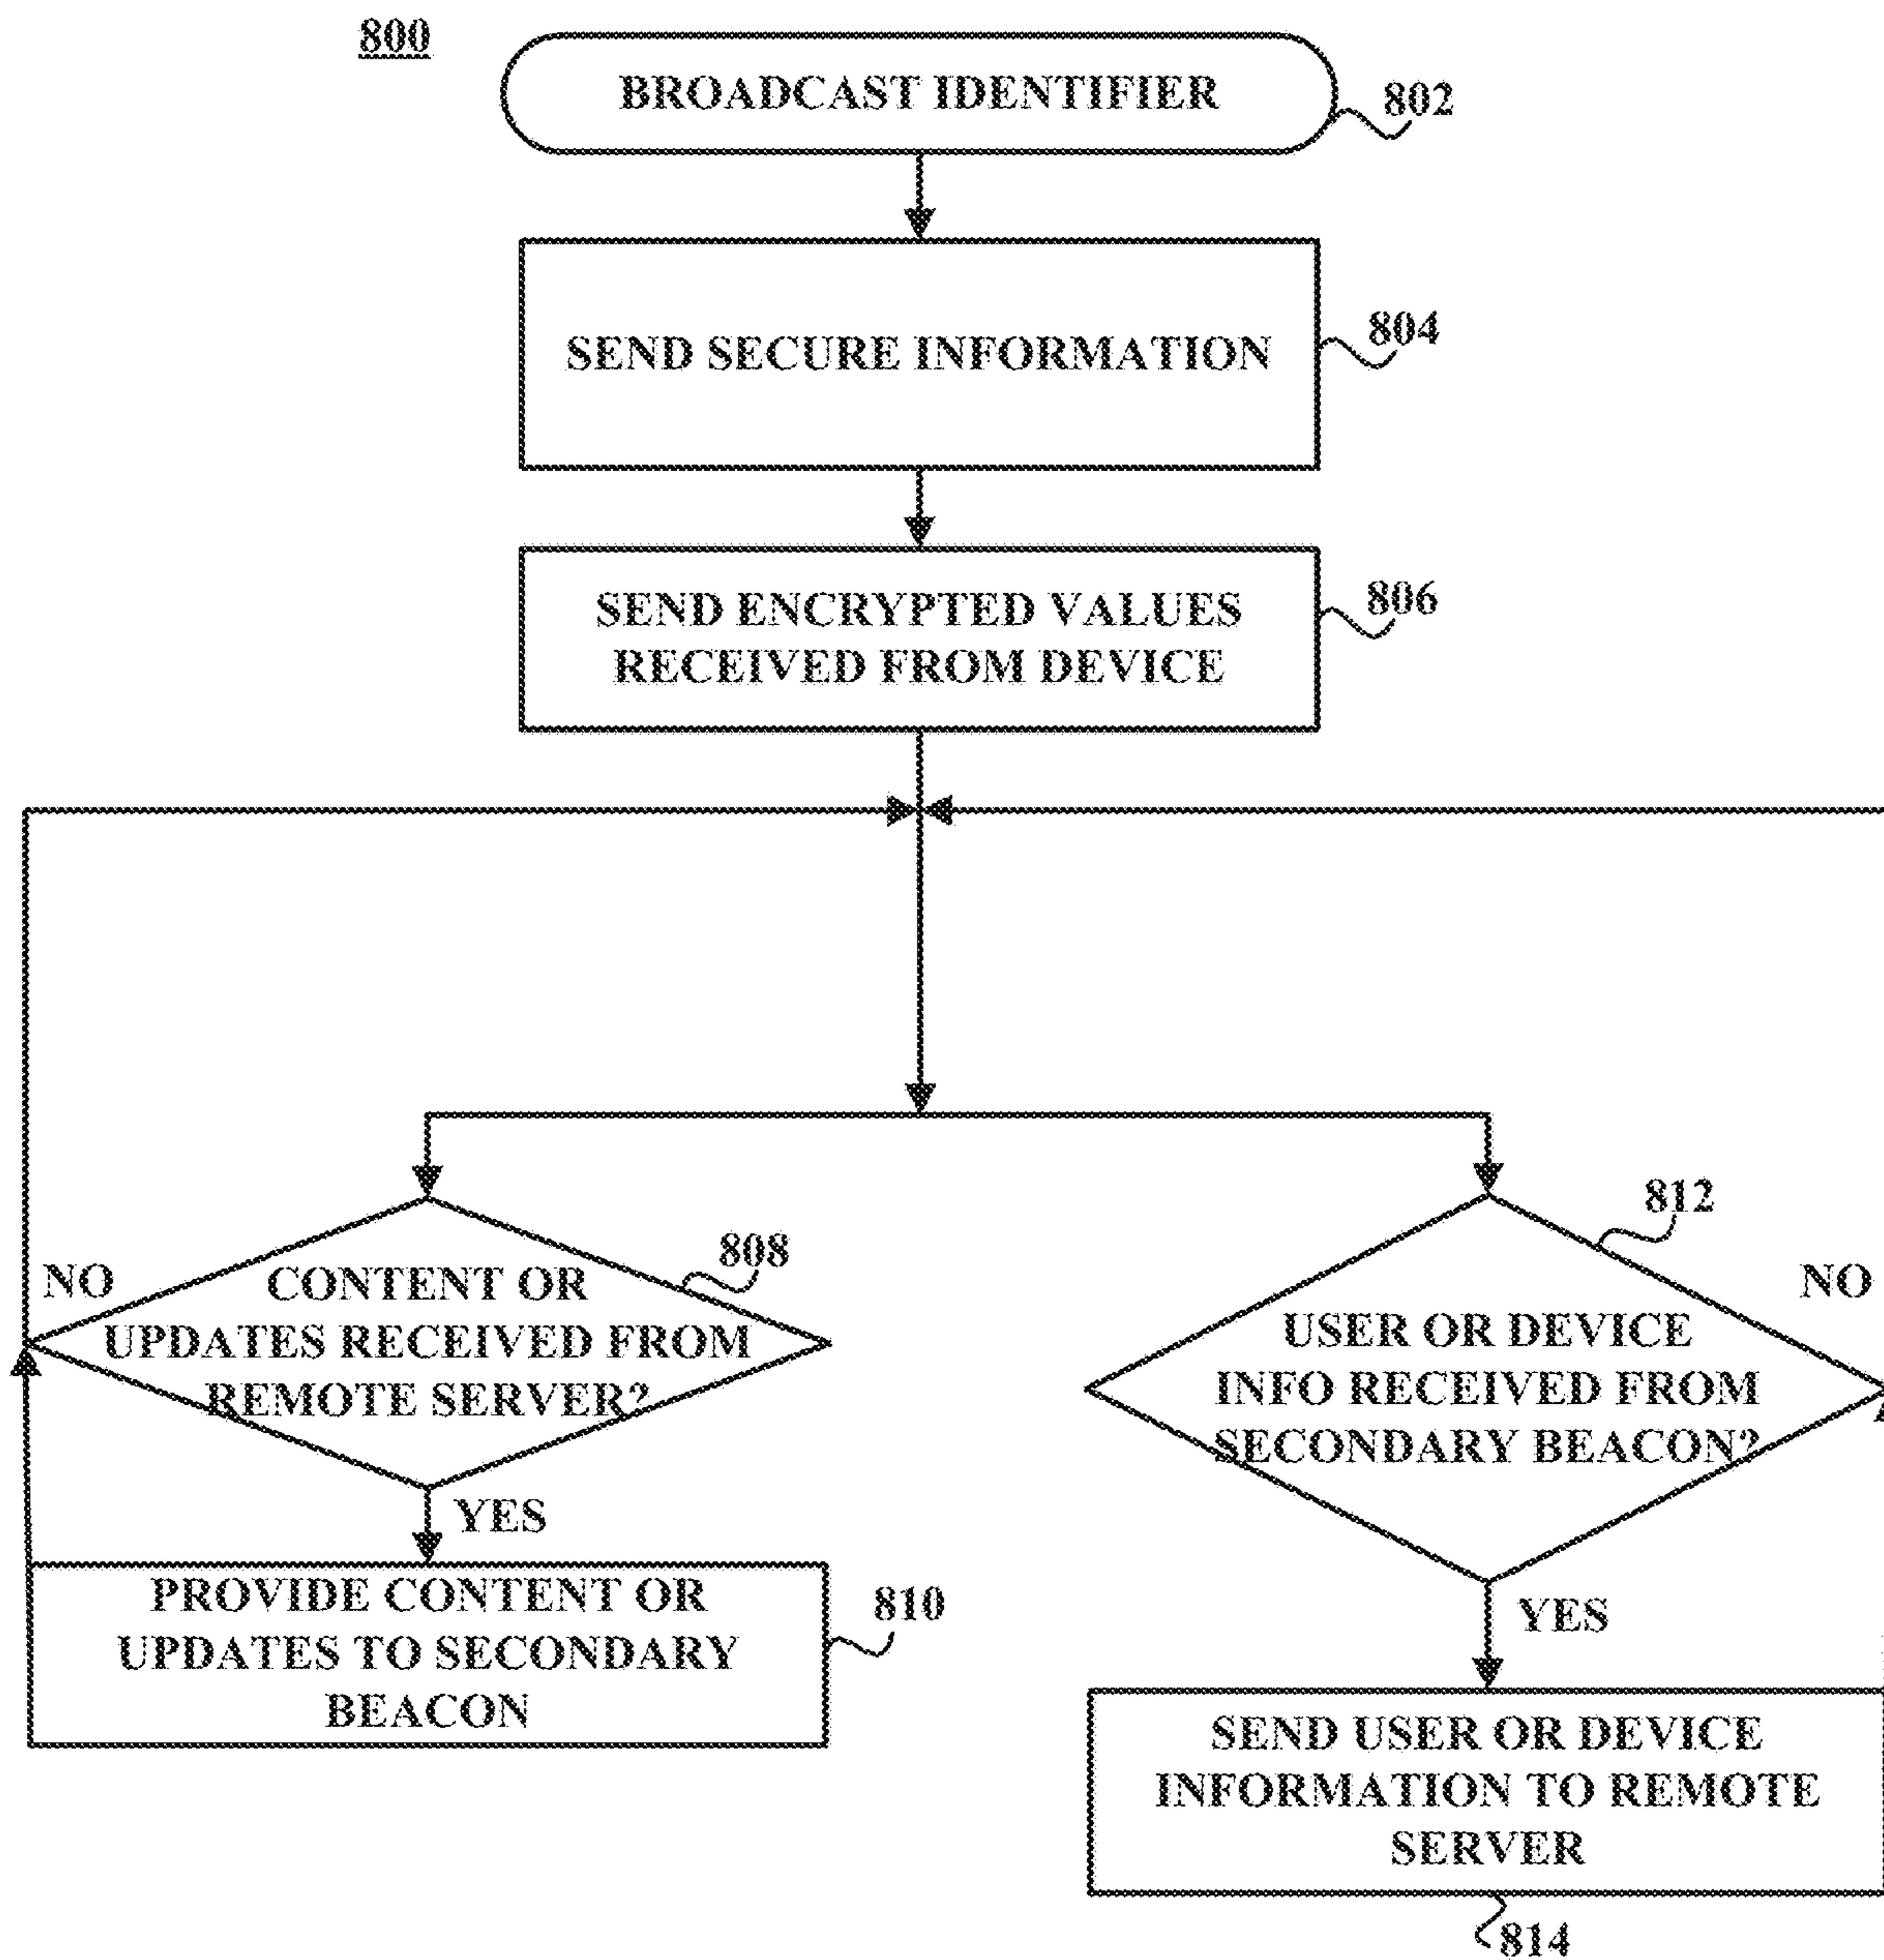 800
BROADCAST IDENTIFIER
802
SEND SECURE INFORMATION
804
SEND ENCRYPTED VALUES
RECEIVED FROM DEVICE
806
808
NO
CONTENT OR
UPDATES RECEIVED FROM
REMOTE SERVER?
YES
PROVIDE CONTENT OR
UPDATES TO SECONDARY
BEACON
810
812
NO
USER OR DEVICE
INFO RECEIVED FROM
SECONDARY BEACON?
YES
SEND USER OR DEVICE
INFORMATION TO REMOTE
SERVER
814